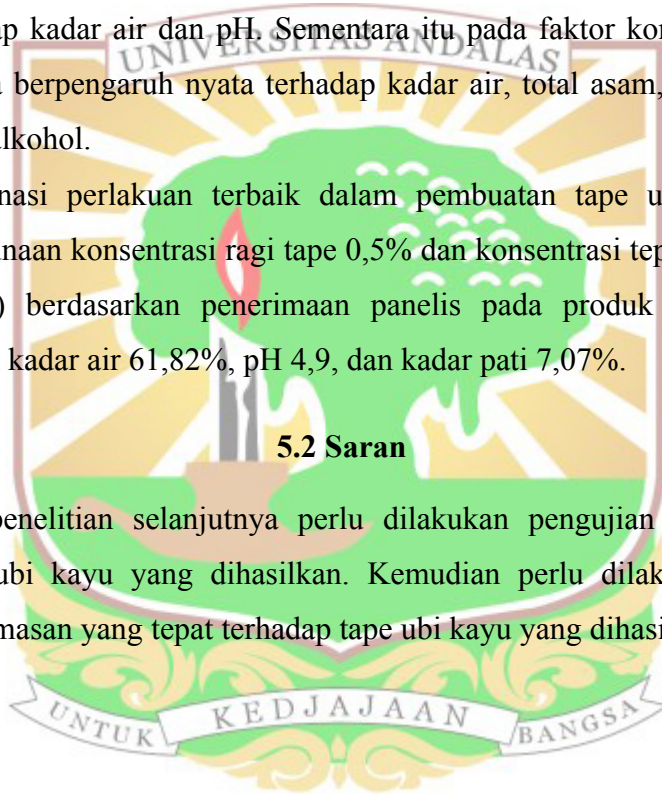 ap kadar air dan pH. Sementara itu pada faktor kon
UNIVERSITAS ANDALAS
a berpengaruh nyata terhadap kadar air, total asam,
alkohol.
nasi perlakuan terbaik dalam pembuatan tape u
naan konsentrasi ragi tape 0,5% dan konsentrasi tep
) berdasarkan penerimaan panelis pada produk
kadar air 61,82%, pH 4,9, dan kadar pati 7,07%.
5.2 Saran
penelitian selanjutnya perlu dilakukan pengujian
ubi kayu yang dihasilkan. Kemudian perlu dilak
masan yang tepat terhadap tape ubi kayu yang dihasi
UNTUK KEDJAJAAN BANGSA